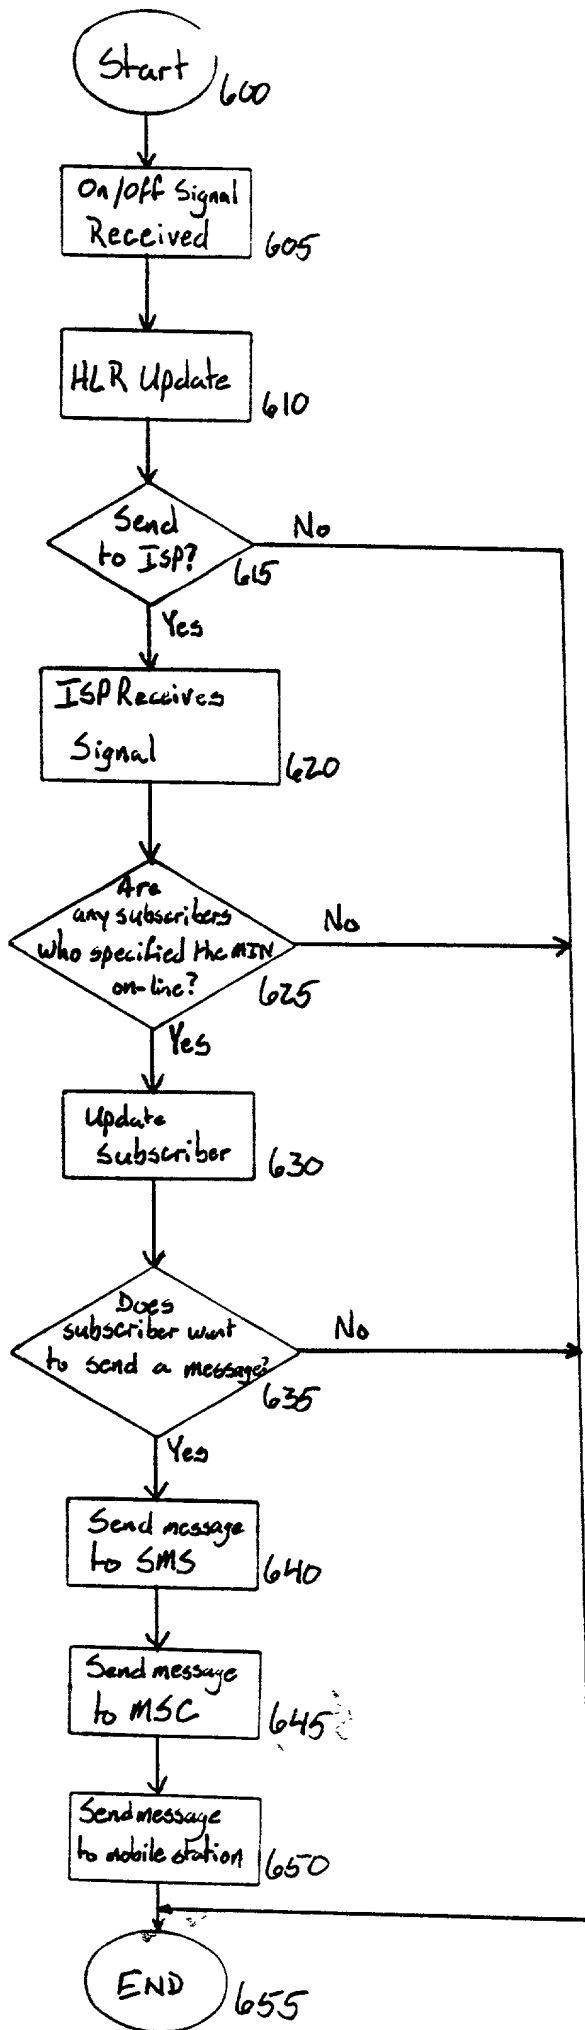 Start
600
On/Off Signal
Received
605
HLR Update
610
Send
to ISP?
615
No
Yes
ISP Receives
Signal
620
Are
any subscribers
who specified the MIN
on-line?
625
No
Yes
Update
subscriber
630
Does
subscriber want
to send a message?
635
No
Yes
Send message
to SMS
640
Send message
to MSC
645
Send message
to mobile station
650
END
655